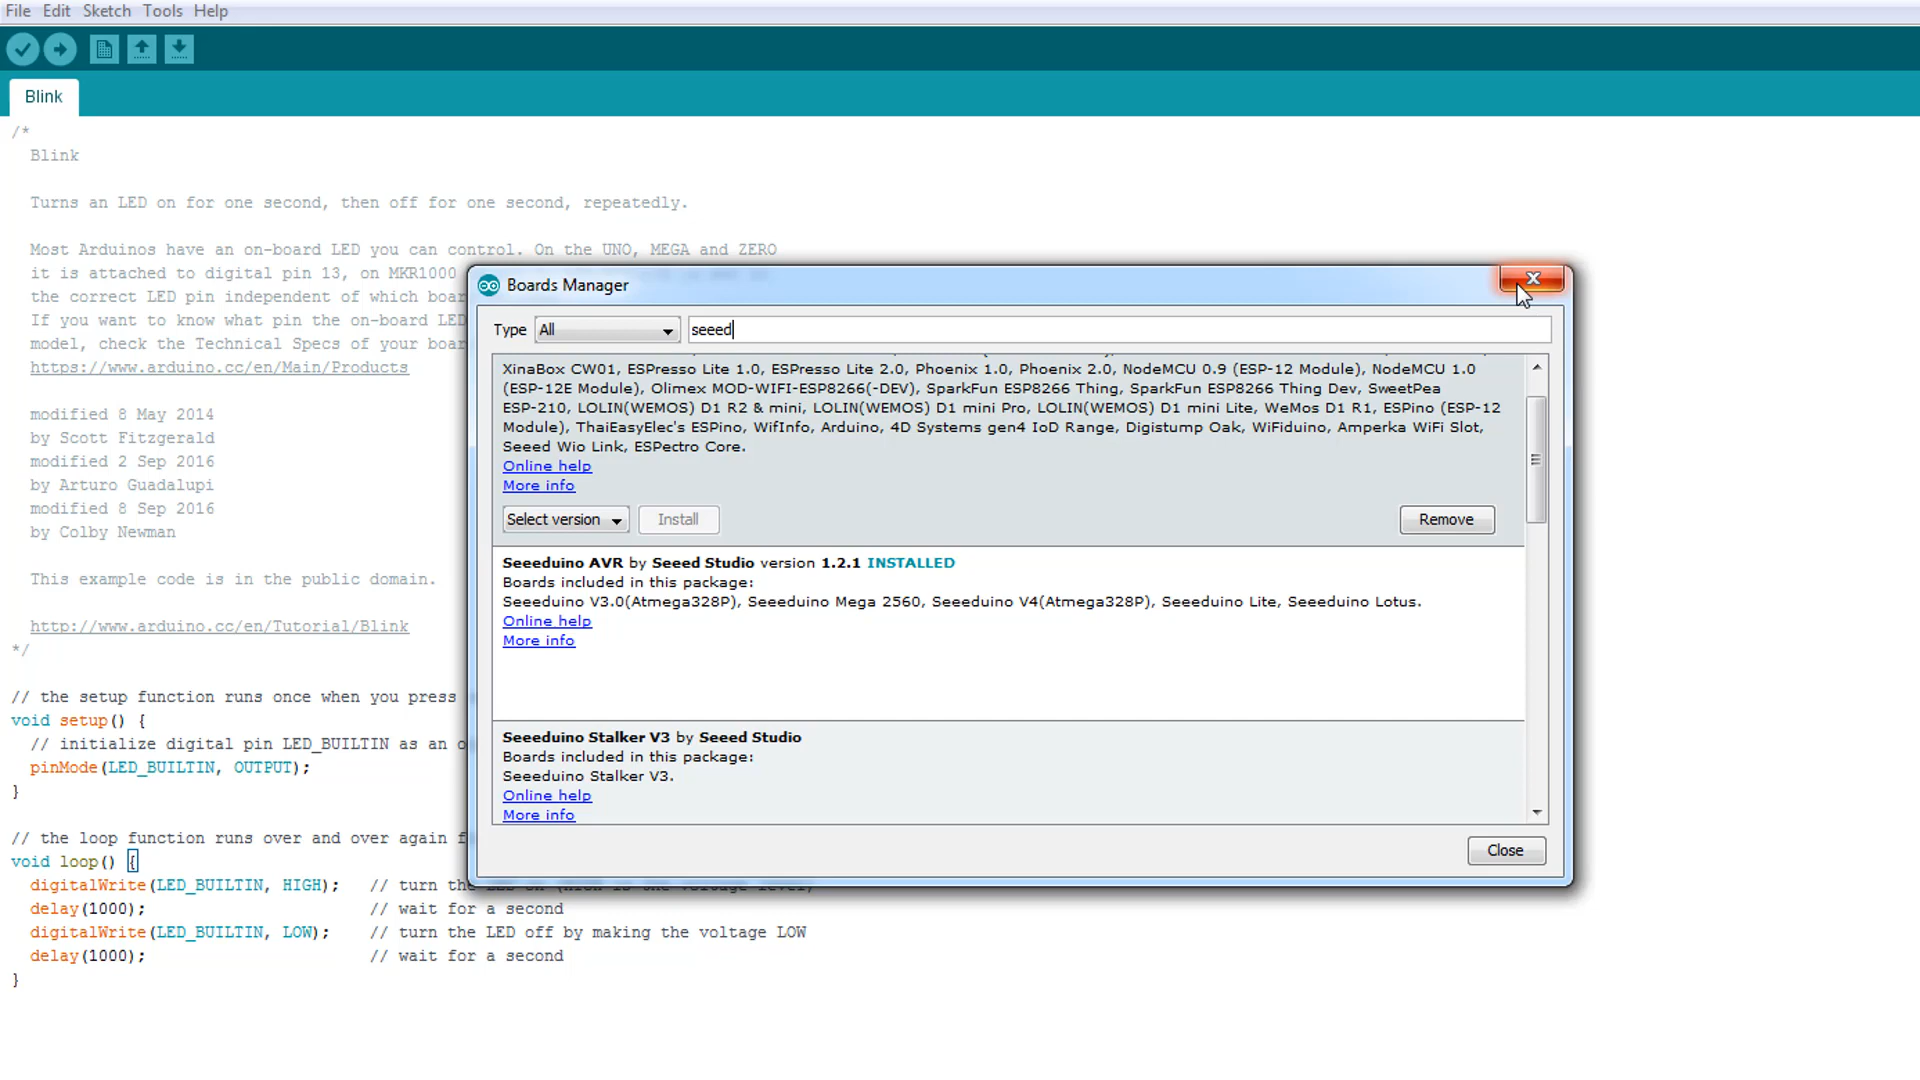 File Edit Sketch Tools Help
Blink
/*
Blink
Turns an LED on for one second, then off for one second, repeatedly.
Most Arduinos have an on-board LED you can control. On the UNO, MEGA and ZERO
it is attached to digital pin 13, on MKR1000
the correct LED pin independent of which boar
If you want to know what pin the on-board LED
model, check the Technical Specs of your boar
https://www.arduino.cc/en/Main/Products
modified 8 May 2014
by Scott Fitzgerald
modified 2 Sep 2016
by Arturo Guadalupi
modified 8 Sep 2016
by Colby Newman
This example code is in the public domain.
http://www.arduino.cc/en/Tutorial/Blink
*/
// the setup function runs once when you press
void setup() {
// initialize digital pin LED_BUILTIN as an o
pinMode(LED_BUILTIN, OUTPUT);
}
// the loop function runs over and over again f
void loop() {
digitalWrite(LED_BUILTIN, HIGH); // turn the
delay(1000); // wait for a second
digitalWrite(LED_BUILTIN, LOW); // turn the LED off by making the voltage LOW
delay(1000); // wait for a second
}
Boards Manager
Type All seeed
XinaBox CW01, ESPresso Lite 1.0, ESPresso Lite 2.0, Phoenix 1.0, Phoenix 2.0, NodeMCU 0.9 (ESP-12 Module), NodeMCU 1.0
(ESP-12E Module), Olimex MOD-WIFI-ESP8266(-DEV), SparkFun ESP8266 Thing, SparkFun ESP8266 Thing Dev, SweetPea
ESP-210, LOLIN(WEMOS) D1 R2 & mini, LOLIN(WEMOS) D1 mini Pro, LOLIN(WEMOS) D1 mini Lite, WeMos D1 R1, ESPino (ESP-12
Module), ThaiEasyElec's ESPino, WifInfo, Arduino, 4D Systems gen4 IoD Range, Digistump Oak, WiFiduino, Amperka WiFi Slot,
Seeed Wio Link, ESPectro Core.
Online help
More info
Select version Install Remove
Seeeduino AVR by Seeed Studio version 1.2.1 INSTALLED
Boards included in this package:
Seeeduino V3.0(Atmega328P), Seeeduino Mega 2560, Seeeduino V4(Atmega328P), Seeeduino Lite, Seeeduino Lotus.
Online help
More info
Seeeduino Stalker V3 by Seeed Studio
Boards included in this package:
Seeeduino Stalker V3.
Online help
More info
Close